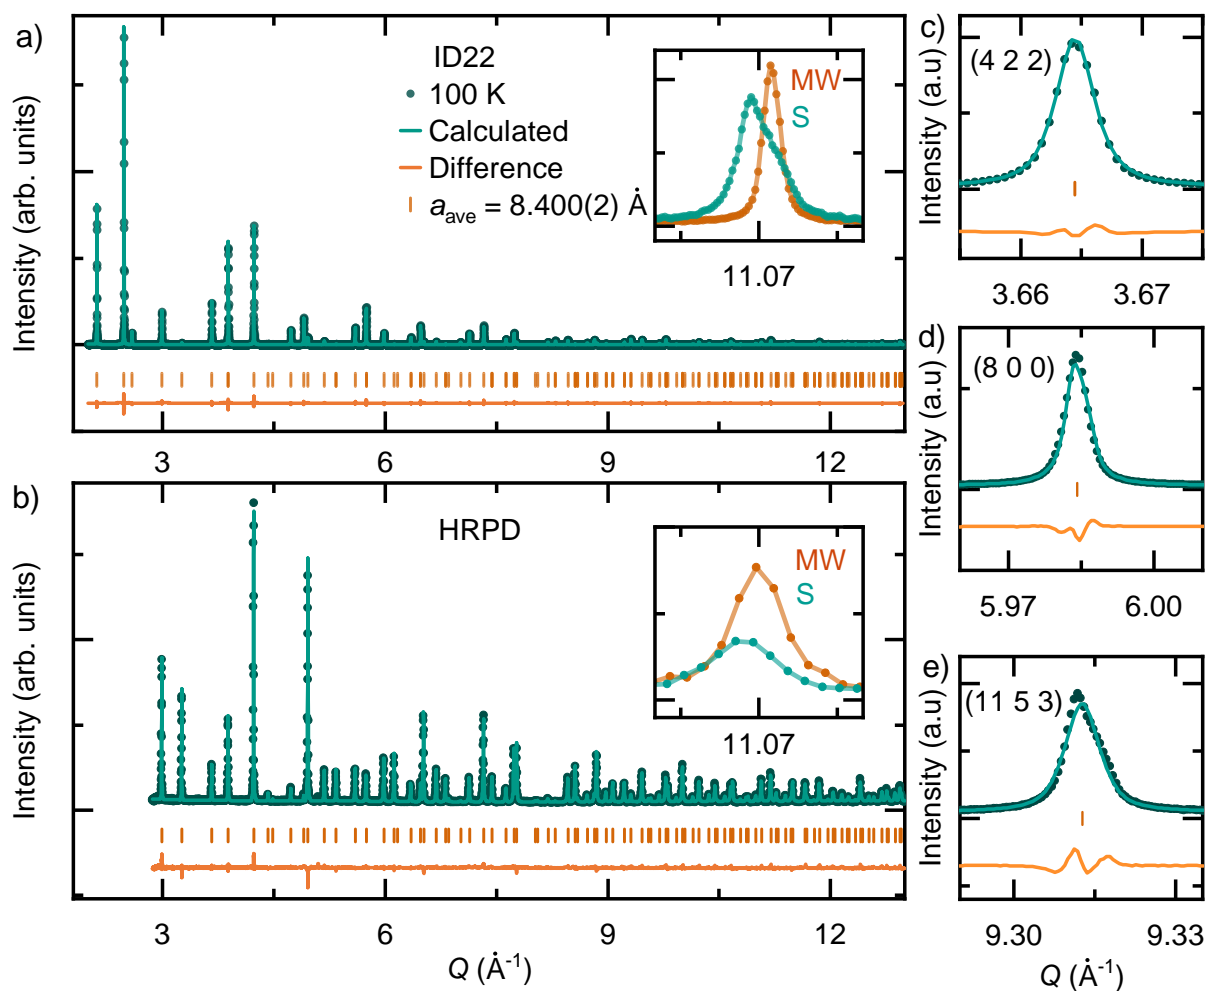 a)
Intensity (arb. units)
ID22
100 K
Calculated
Difference
a_ave = 8.400(2) Å
MW
S
11.07
3 6 9 12
b)
Intensity (arb. units)
HRPD
MW
S
11.07
3 6 9 12
Q (Å⁻¹)
c)
Intensity (a.u)
(4 2 2)
3.66 3.67
d)
Intensity (a.u)
(8 0 0)
5.97 6.00
e)
Intensity (a.u)
(11 5 3)
9.30 9.33
Q (Å⁻¹)